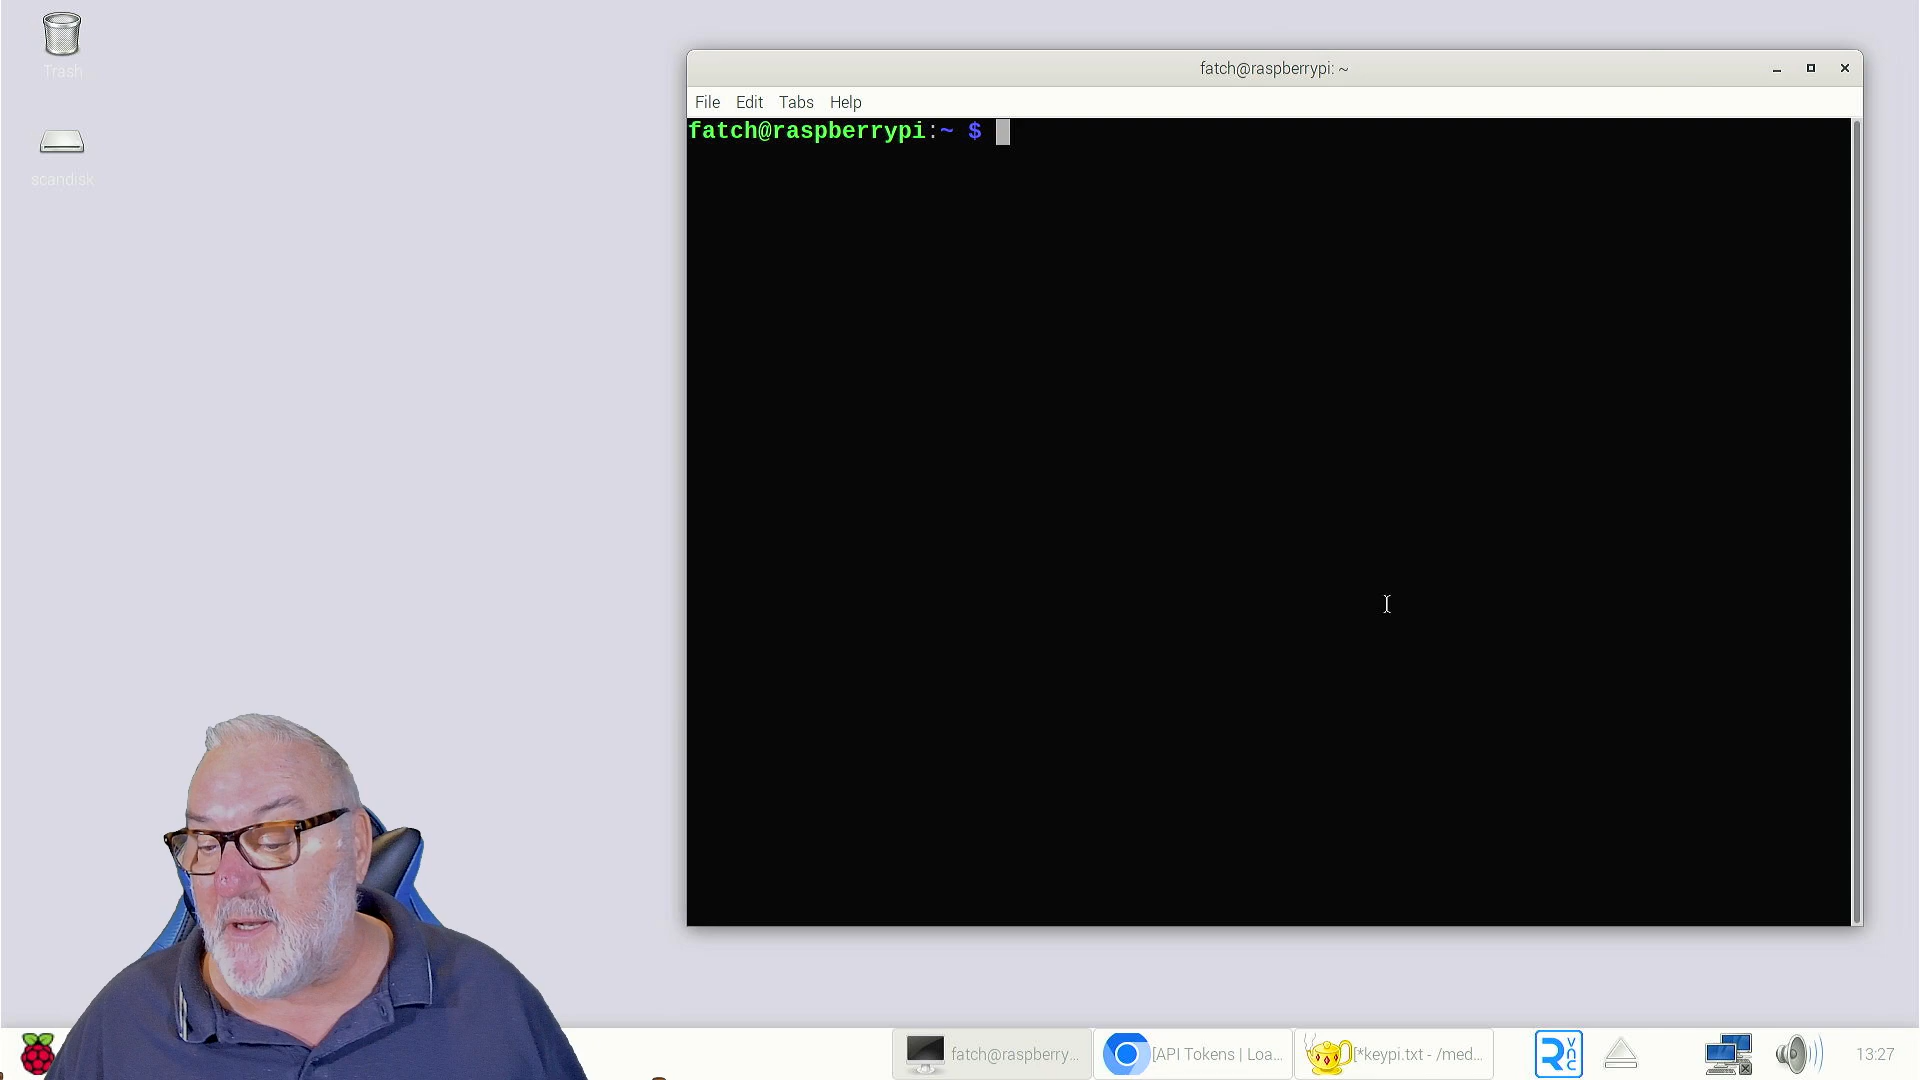 Trash
scandisk
fatch@raspberrypi: ~
File Edit Tabs Help
fatch@raspberrypi:~ $
fatch@raspberry...
[API Tokens | Loa...
[*keypi.txt - /med...
VNC
13:27